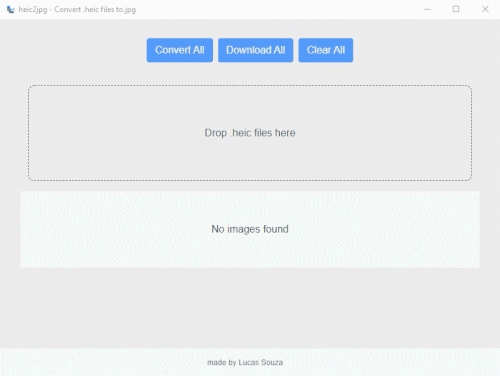 heic2jpg - Convert .heic files to.jpg
Convert All Download All Clear All
Drop .heic files here
No images found
made by Lucas Souza